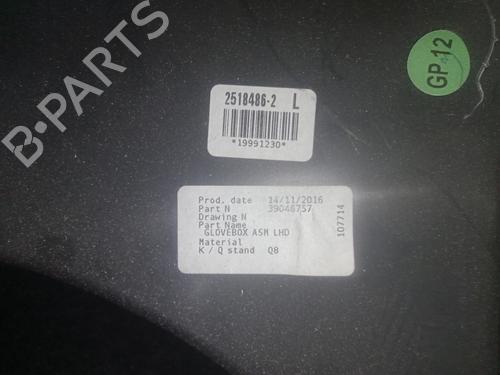 GP 12
2518486-2 L
*19991230*
Prod. date 14/11/2016
Part N 39046757
Drawing N
Part Name
GLOVEBOX ASM LHD
Material
K / Q stand Q8
107714
B-PARTS